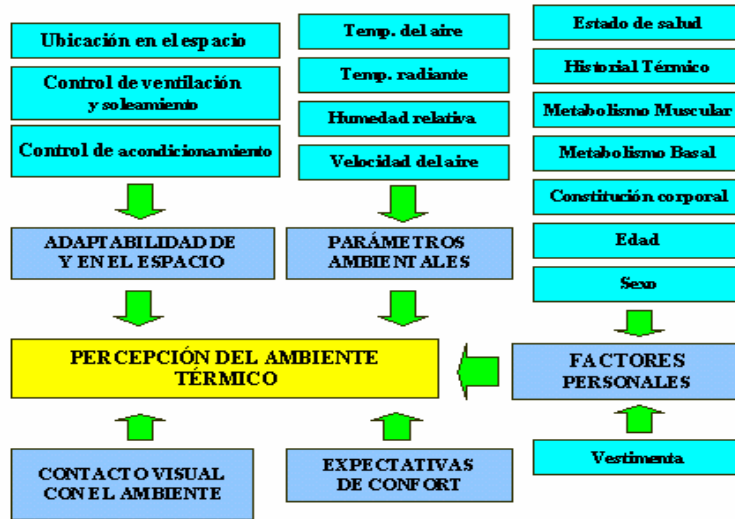 Ubicación en el espacio
Control de ventilación
y soleamiento
Control de acondicionamiento
ADAPTABILIDAD DE
Y EN EL ESPACIO
Temp. del aire
Temp. radiante
Humedad relativa
Velocidad del aire
PARÁMETROS
AMBIENTALES
Estado de salud
Historial Térmico
Metabolismo Muscular
Metabolismo Basal
Constitución corporal
Edad
Sexo
FACTORES
PERSONALES
Vestimenta
PERCEPCIÓN DEL AMBIENTE
TÉRMICO
CONTACTO VISUAL
CON EL AMBIENTE
EXPECTATIVAS
DE CONFORT